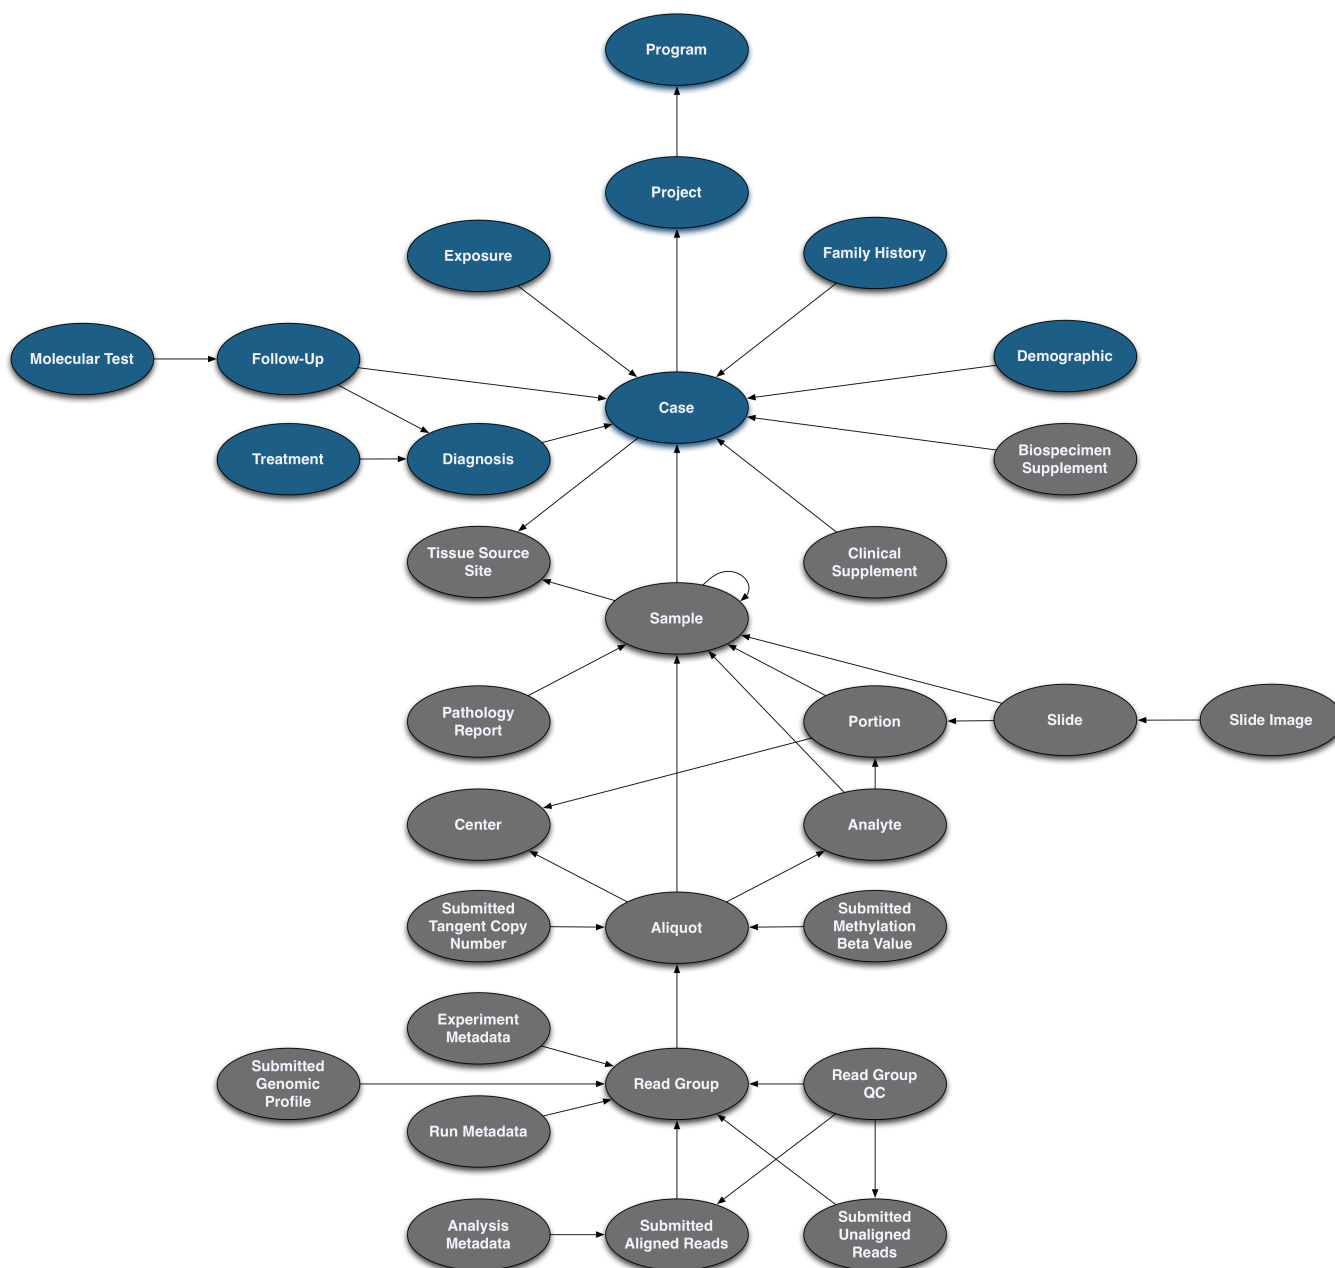 Program
Project
Exposure
Family History
Molecular Test
Follow-Up
Demographic
Case
Treatment
Diagnosis
Biospecimen
Supplement
Tissue Source
Site
Clinical
Supplement
Sample
Pathology
Report
Portion
Slide
Slide Image
Center
Analyte
Submitted
Tangent Copy
Number
Aliquot
Submitted
Methylation
Beta Value
Experiment
Metadata
Submitted
Genomic
Profile
Read Group
Read Group
QC
Run Metadata
Analysis
Metadata
Submitted
Aligned Reads
Submitted
Unaligned
Reads